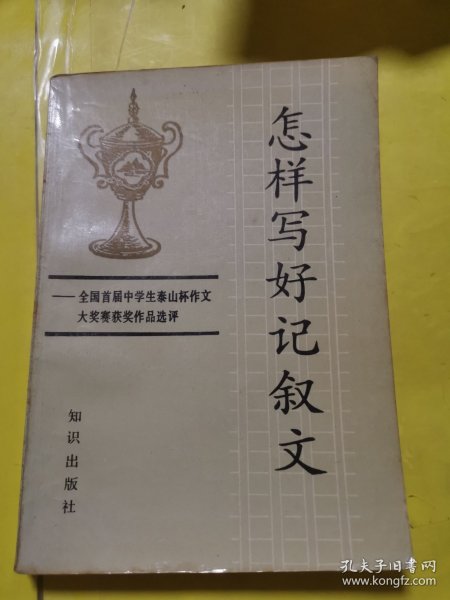 怎样写好记叙文
——全国首届中学生泰山杯作文
大奖赛获奖作品选评
知识出版社
孔夫子旧书网
www.kongfz.com